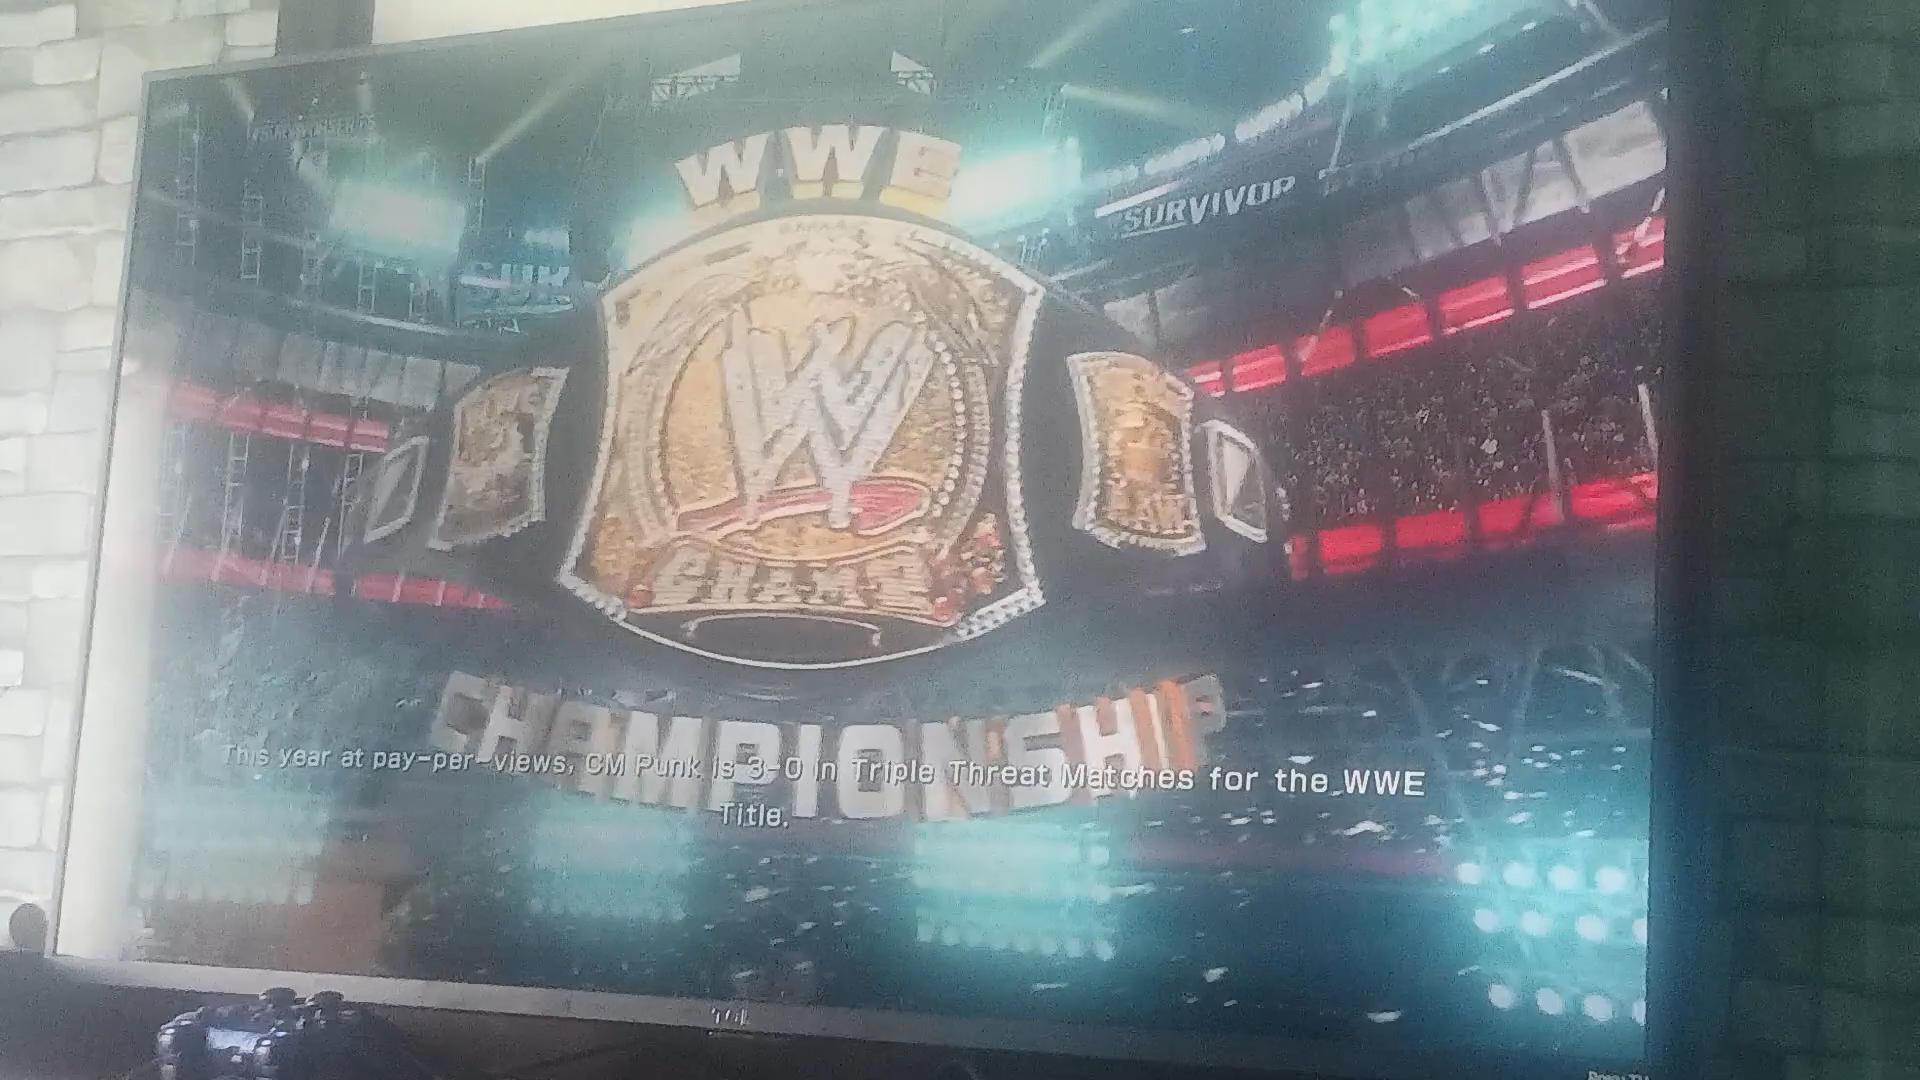 WWE
SURVIVOR
CHAMP
CHAMPIONSHIP
This year at pay-per-views, CM Punk is 3-0 in Triple Threat Matches for the WWE
Title.
TCL